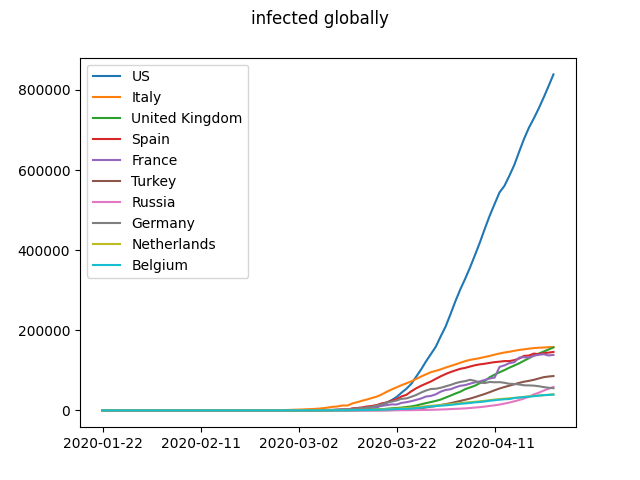 infected globally
US
Italy
United Kingdom
Spain
France
Turkey
Russia
Germany
Netherlands
Belgium
800000
600000
400000
200000
0
2020-01-22 2020-02-11 2020-03-02 2020-03-22 2020-04-11